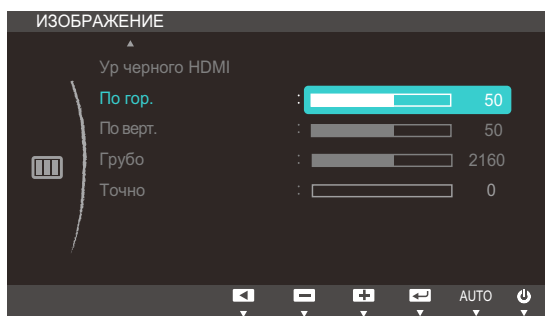 ИЗОБРАЖЕНИЕ
Ур черного HDMI
По гор. : 50
По верт. : 50
Грубо : 2160
Точно : 0
AUTO